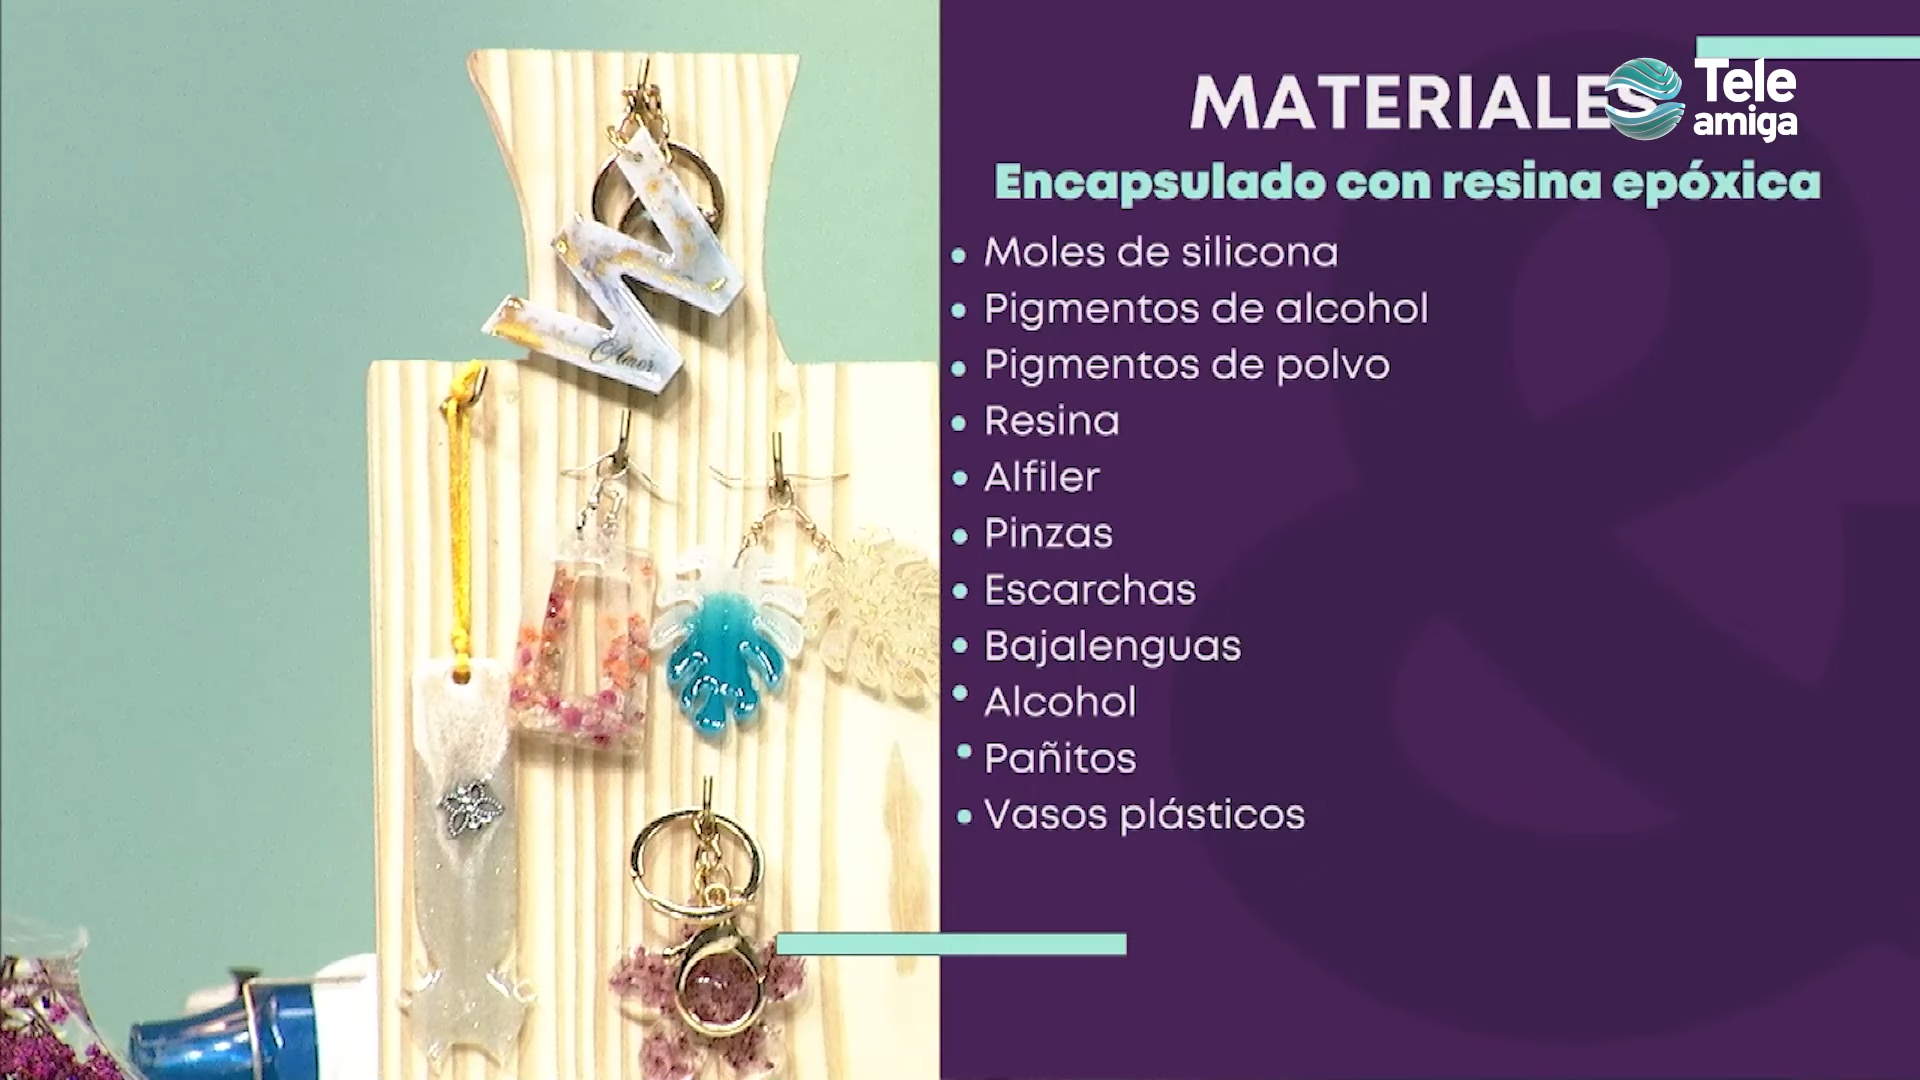 MATERIALES
Tele
amiga
Encapsulado con resina epóxica
Moles de silicona
Pigmentos de alcohol
Pigmentos de polvo
Resina
Alfiler
Pinzas
Escarchas
Bajalenguas
Alcohol
Pañitos
Vasos plásticos
Amor